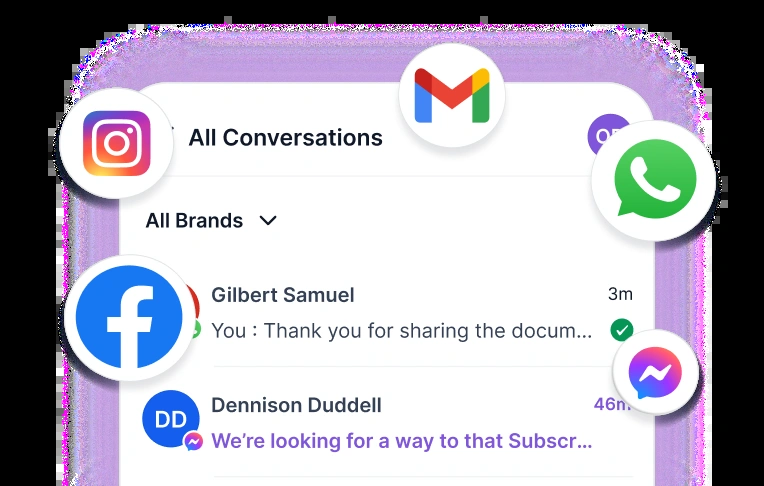 All Conversations
All Brands
Gilbert Samuel
3m
You : Thank you for sharing the docum...
DD
Dennison Duddell
46m
We’re looking for a way to that Subscr...